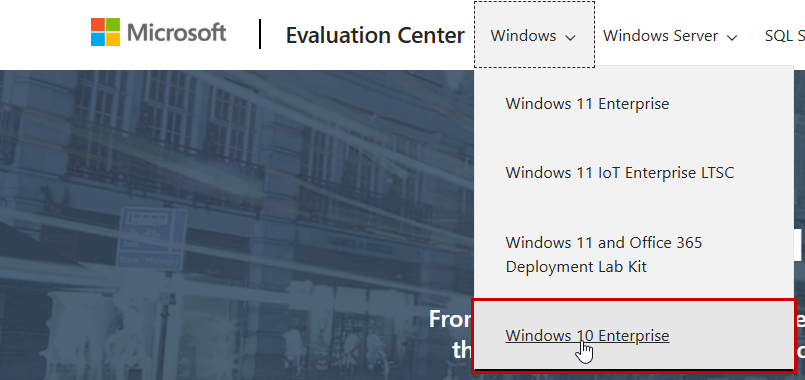 Microsoft
Evaluation Center
Windows
Windows Server
SQL S
Windows 11 Enterprise
Windows 11 IoT Enterprise LTSC
Windows 11 and Office 365
Deployment Lab Kit
Windows 10 Enterprise
Fro
th